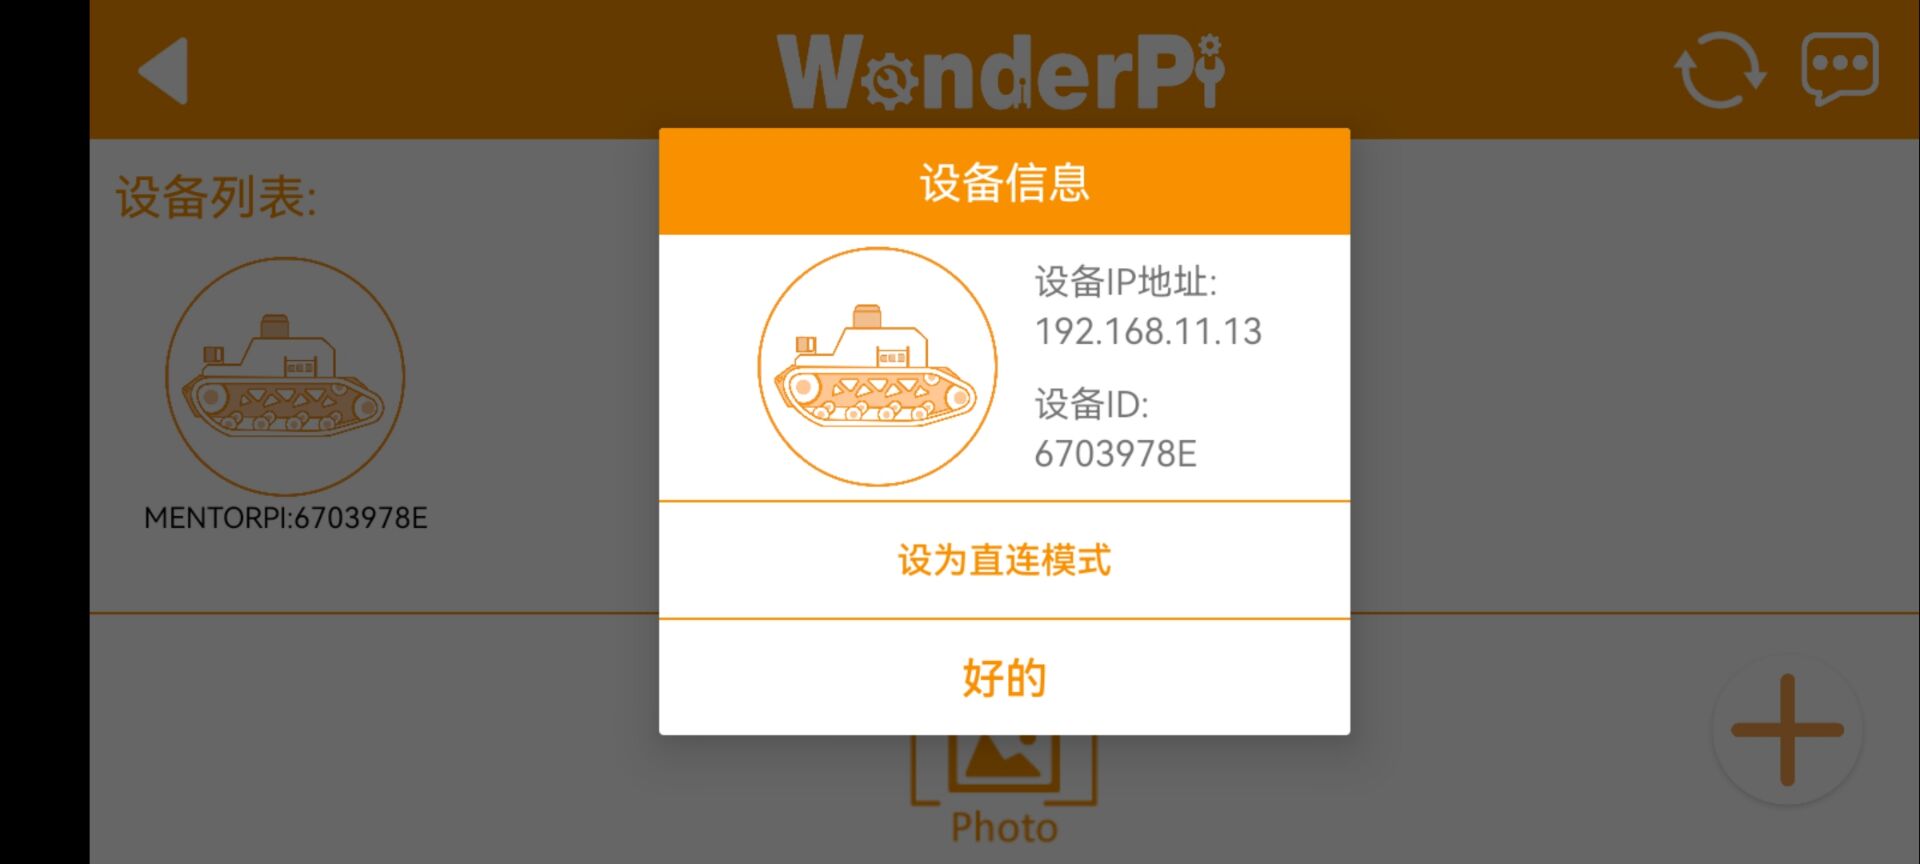 WonderPi
设备列表:
MENTORPI:6703978E
设备信息
设备IP地址:
192.168.11.13
设备ID:
6703978E
设为直连模式
好的
Photo